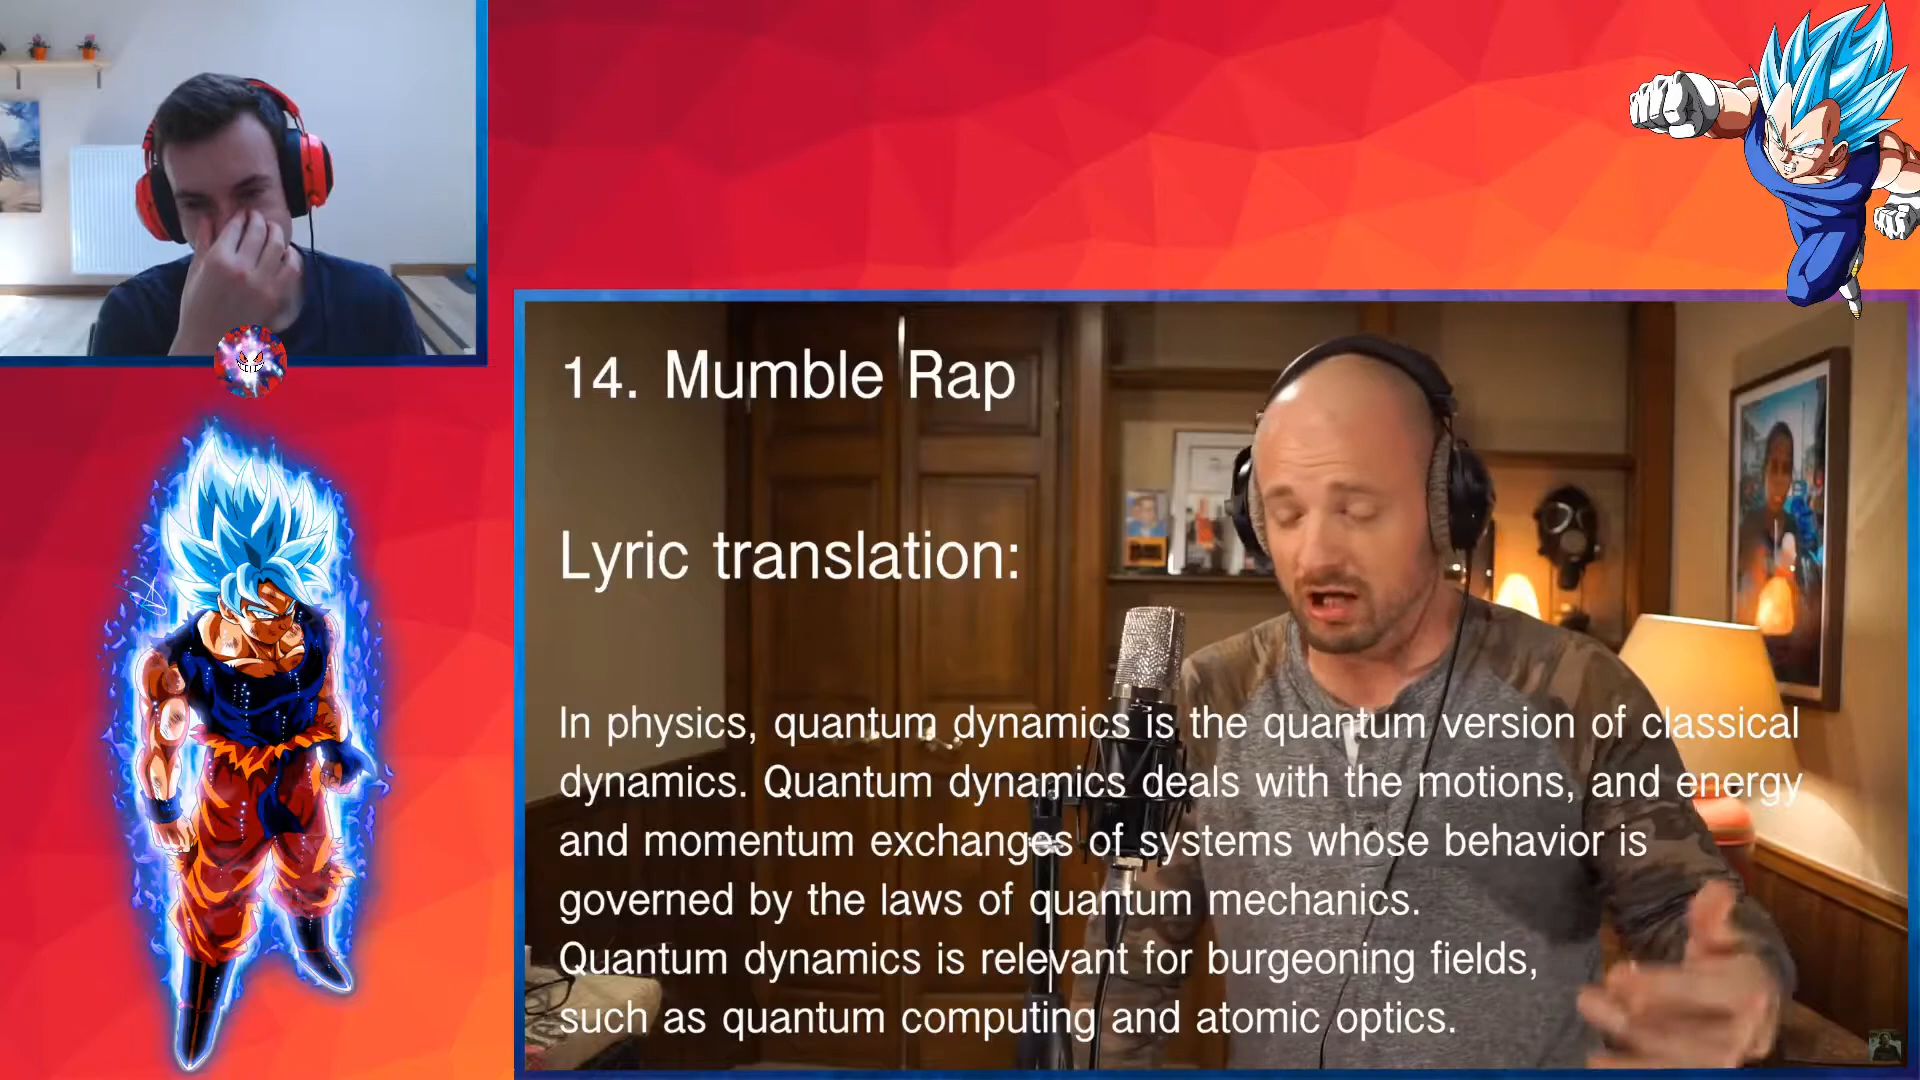 14. Mumble Rap
Lyric translation:
In physics, quantum dynamics is the quantum version of classical
dynamics. Quantum dynamics deals with the motions, and energy
and momentum exchanges of systems whose behavior is
governed by the laws of quantum mechanics.
Quantum dynamics is relevant for burgeoning fields,
such as quantum computing and atomic optics.